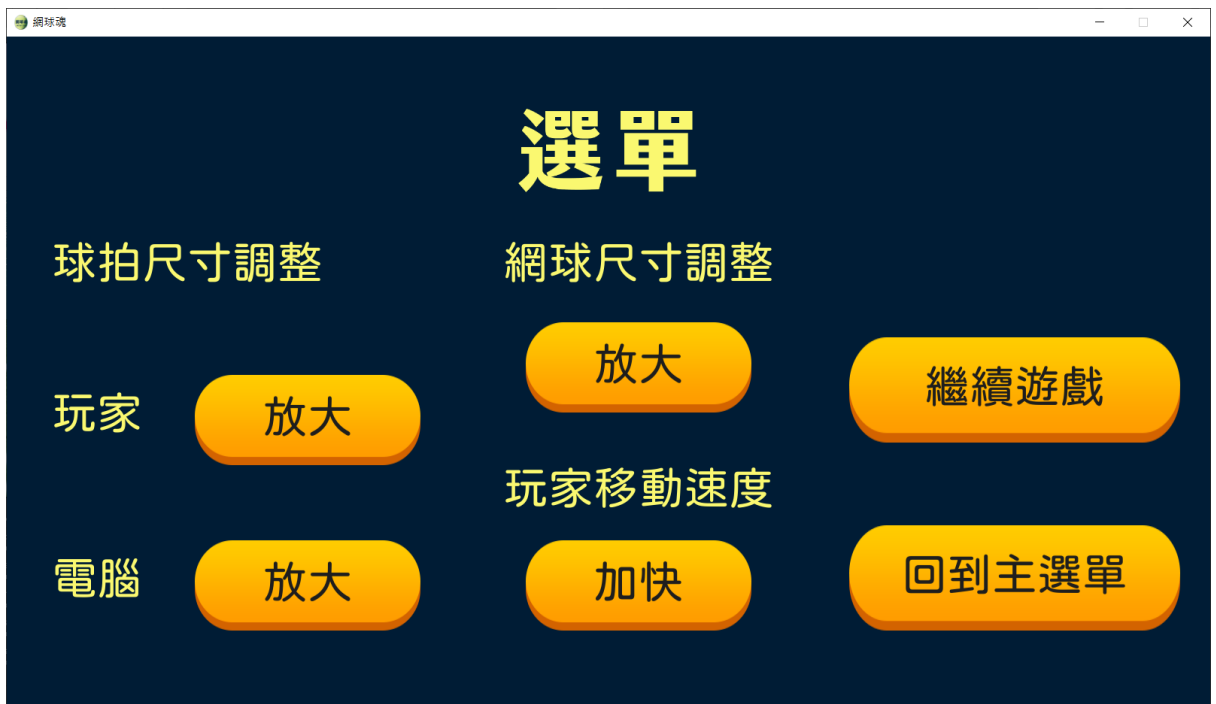 網球魂
選單
球拍尺寸調整
網球尺寸調整
放大
繼續遊戲
玩家
放大
玩家移動速度
電腦
放大
加快
回到主選單